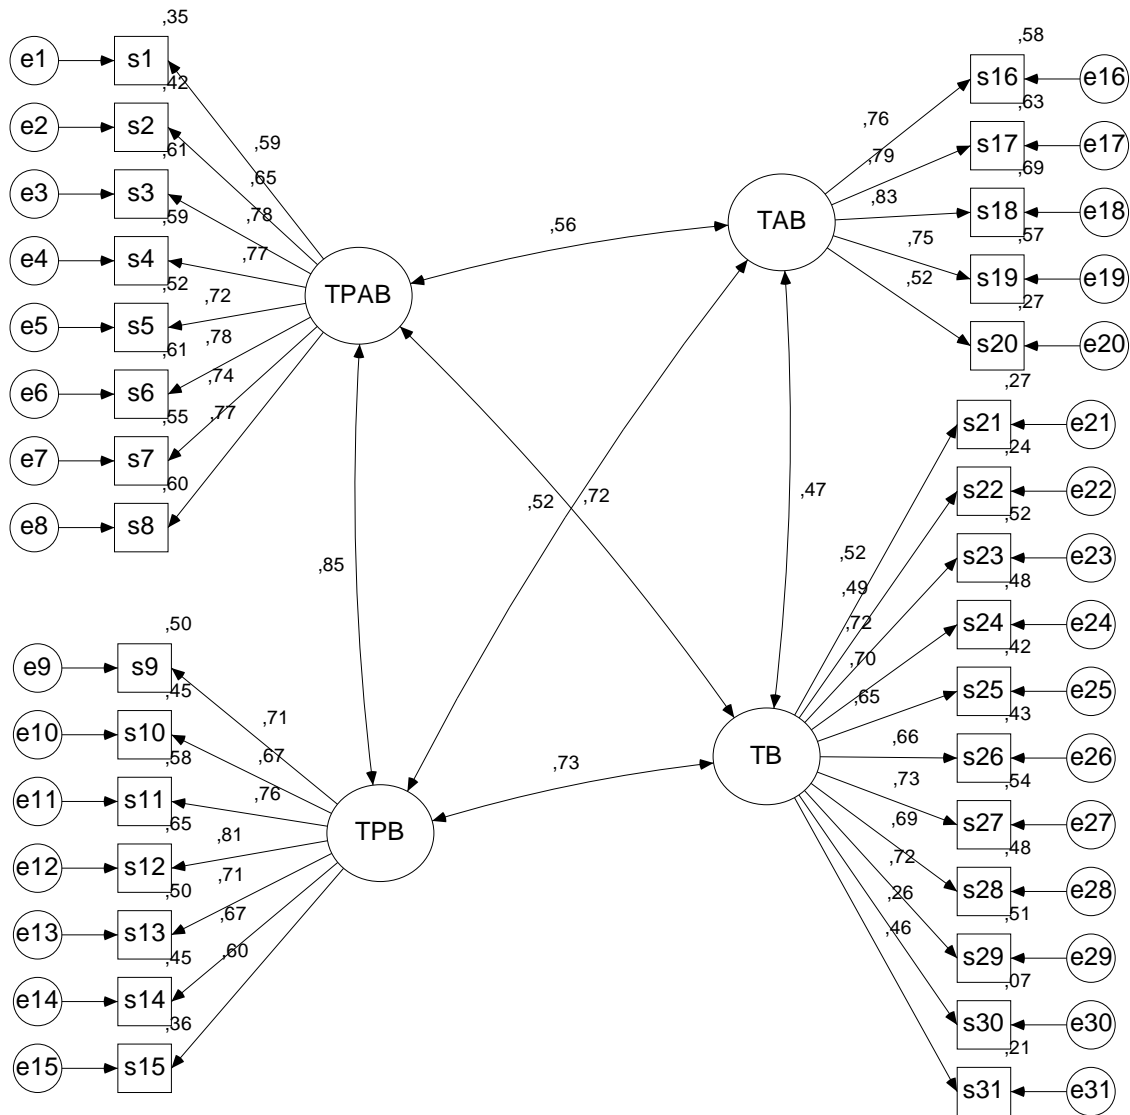 ,35
e1 s1
,42
e2 s2
,61
e3 s3
,59
e4 s4
,52
e5 s5
,61
e6 s6
,55
e7 s7
,60
e8 s8
,59
,65
,78
,77
,72
,78
,74
,77
TPAB
,56
TAB
,76
,79
,83
,75
,52
,58
s16 e16
,63
s17 e17
,69
s18 e18
,57
s19 e19
,27
s20 e20
,52
,72
,47
,85
,73
,50
e9 s9
,45
e10 s10
,58
e11 s11
,65
e12 s12
,50
e13 s13
,45
e14 s14
,36
e15 s15
,71
,67
,76
,81
,71
,67
,60
TPB
TB
,52
,49
,72
,70
,65
,66
,73
,69
,72
,26
,46
,27
s21 e21
,24
s22 e22
,52
s23 e23
,48
s24 e24
,42
s25 e25
,43
s26 e26
,54
s27 e27
,48
s28 e28
,51
s29 e29
,07
s30 e30
,21
s31 e31